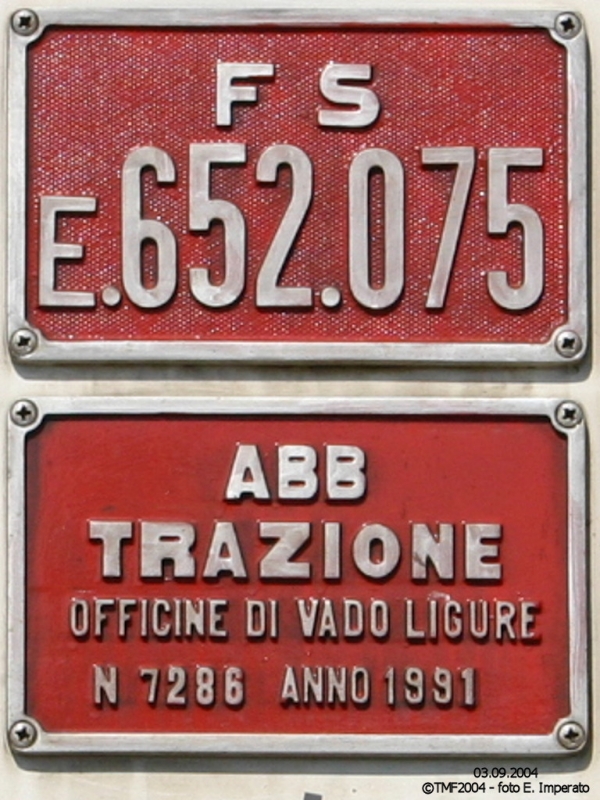 FS
E.652.075
ABB
TRAZIONE
OFFICINE DI VADO LIGURE
N 7286 ANNO 1991
03.09.2004
©TMF2004 - foto E. Imperato